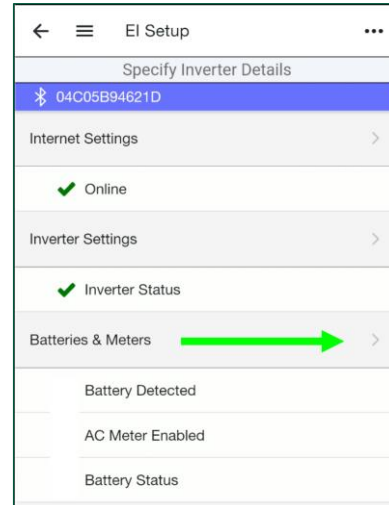 EI Setup
Specify Inverter Details
04C05B94621D
Internet Settings
Online
Inverter Settings
Inverter Status
Batteries & Meters
Battery Detected
AC Meter Enabled
Battery Status